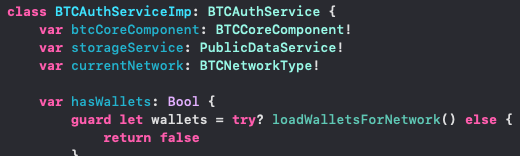 class BTCAuthServiceImp: BTCAuthService {
var btcCoreComponent: BTCCoreComponent!
var storageService: PublicDataService!
var currentNetwork: BTCNetworkType!
var hasWallets: Bool {
guard let wallets = try? loadWalletsForNetwork() else {
return false
}